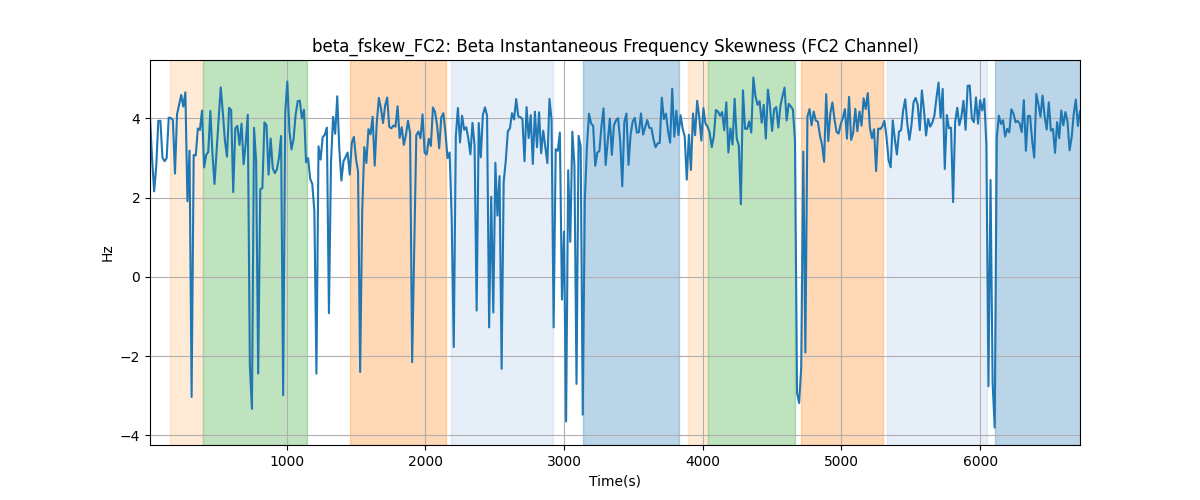 beta_fskew_FC2: Beta Instantaneous Frequency Skewness (FC2 Channel)
Hz
4
2
0
−2
−4
1000 2000 3000 4000 5000 6000
Time(s)